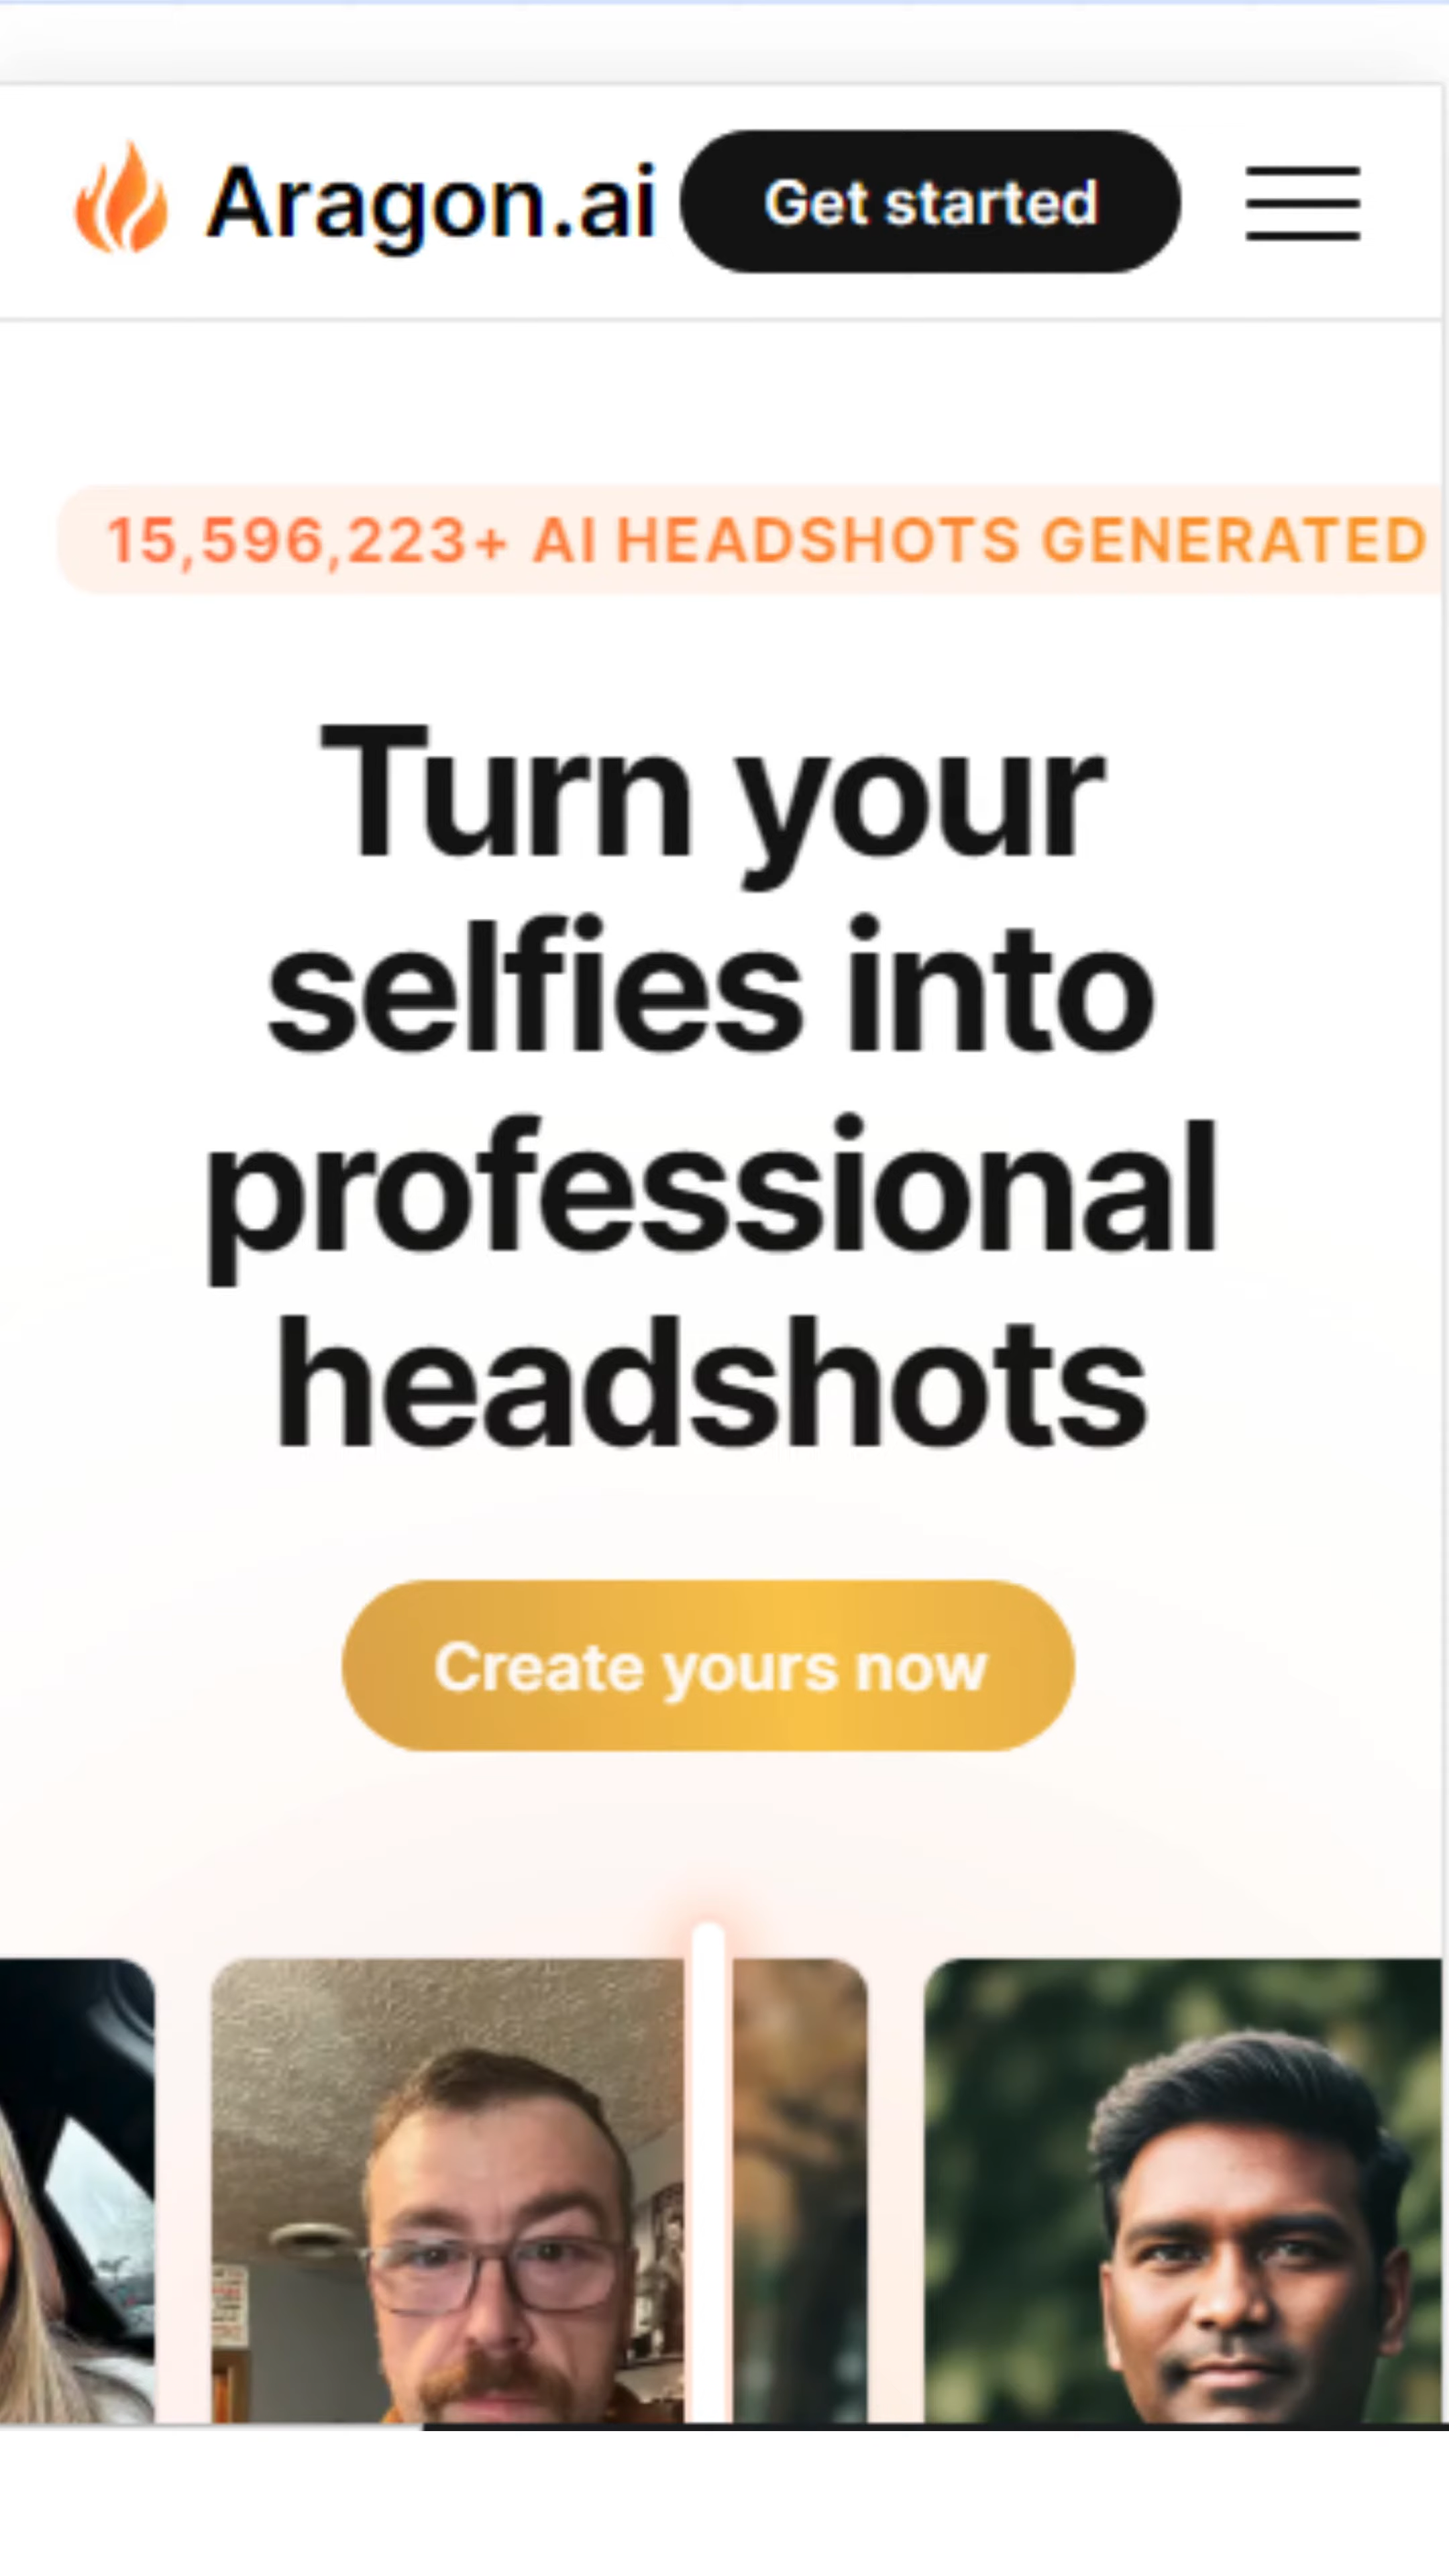 Aragon.ai
Get started
15,596,223+ AI HEADSHOTS GENERATED
Turn your
selfies into
professional
headshots
Create yours now